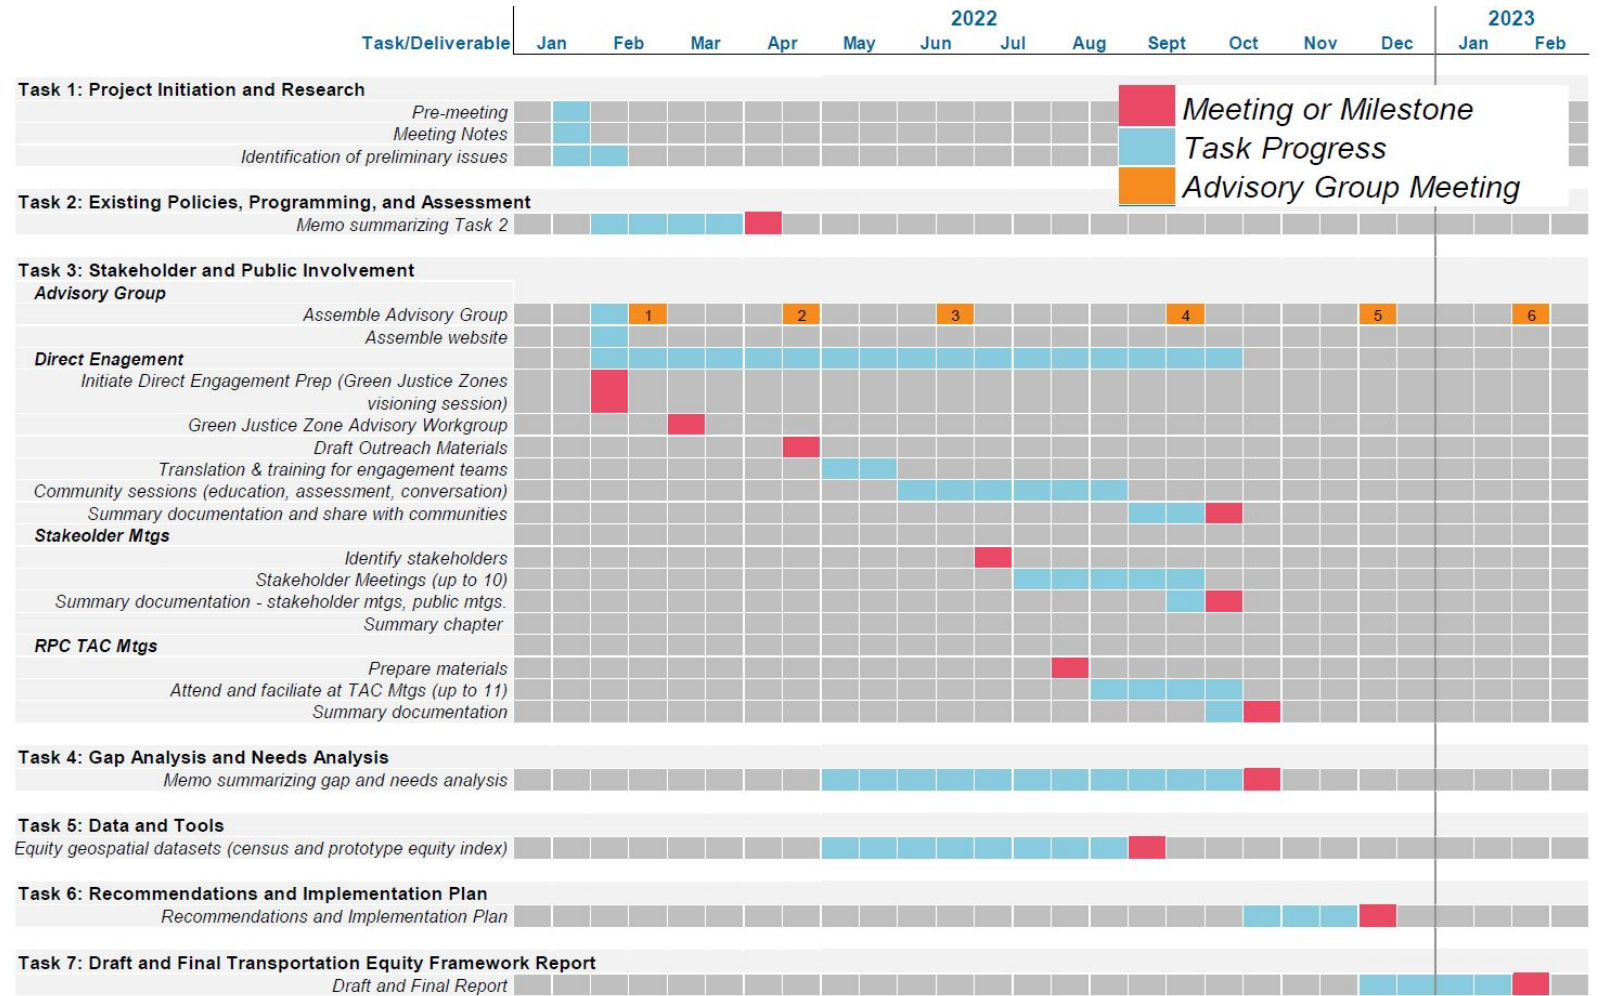 2022 2023
Task/Deliverable Jan Feb Mar Apr May Jun Jul Aug Sept Oct Nov Dec Jan Feb
Task 1: Project Initiation and Research
Pre-meeting
Meeting Notes
Identification of preliminary issues
Meeting or Milestone
Task Progress
Advisory Group Meeting
Task 2: Existing Policies, Programming, and Assessment
Memo summarizing Task 2
Task 3: Stakeholder and Public Involvement
Advisory Group
Assemble Advisory Group 1 2 3 4 5 6
Assemble website
Direct Enagement
Initiate Direct Engagement Prep (Green Justice Zones
visioning session)
Green Justice Zone Advisory Workgroup
Draft Outreach Materials
Translation & training for engagement teams
Community sessions (education, assessment, conversation)
Summary documentation and share with communities
Stakeolder Mtgs
Identify stakeholders
Stakeholder Meetings (up to 10)
Summary documentation - stakeholder mtgs, public mtgs.
Summary chapter
RPC TAC Mtgs
Prepare materials
Attend and faciliate at TAC Mtgs (up to 11)
Summary documentation
Task 4: Gap Analysis and Needs Analysis
Memo summarizing gap and needs analysis
Task 5: Data and Tools
Equity geospatial datasets (census and prototype equity index)
Task 6: Recommendations and Implementation Plan
Recommendations and Implementation Plan
Task 7: Draft and Final Transportation Equity Framework Report
Draft and Final Report